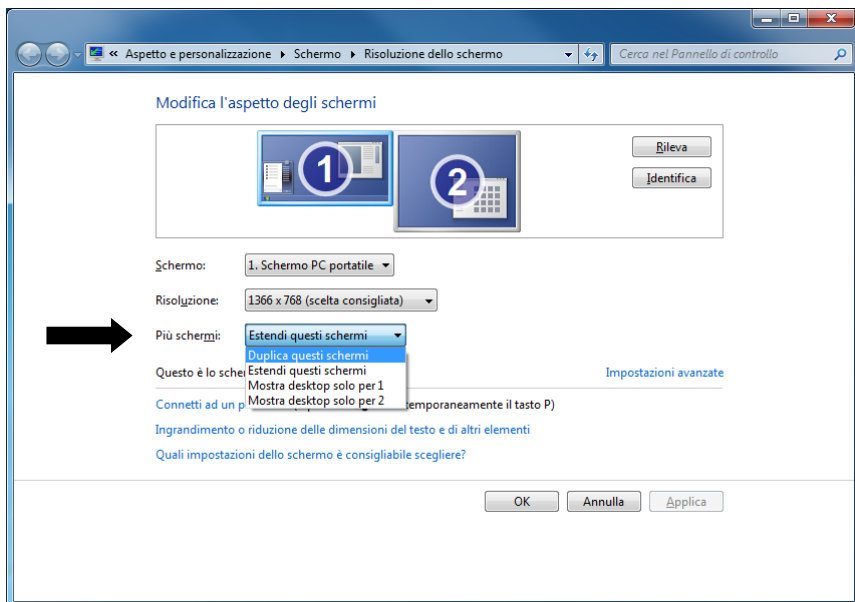 « Aspetto e personalizzazione Schermo Risoluzione dello schermo Cerca nel Pannello di controllo
Modifica l'aspetto degli schermi
1 2
Rileva
Identifica
Schermo: 1. Schermo PC portatile
Risoluzione: 1366 x 768 (scelta consigliata)
Più schermi: Estendi questi schermi
Duplica questi schermi
Estendi questi schermi
Mostra desktop solo per 1
Mostra desktop solo per 2
Questo è lo Impostazioni avanzate
Connetti ad un temporaneamente il tasto P)
Ingrandimento o riduzione delle dimensioni del testo e di altri elementi
Quali impostazioni dello schermo è consigliabile scegliere?
OK Annulla Applica